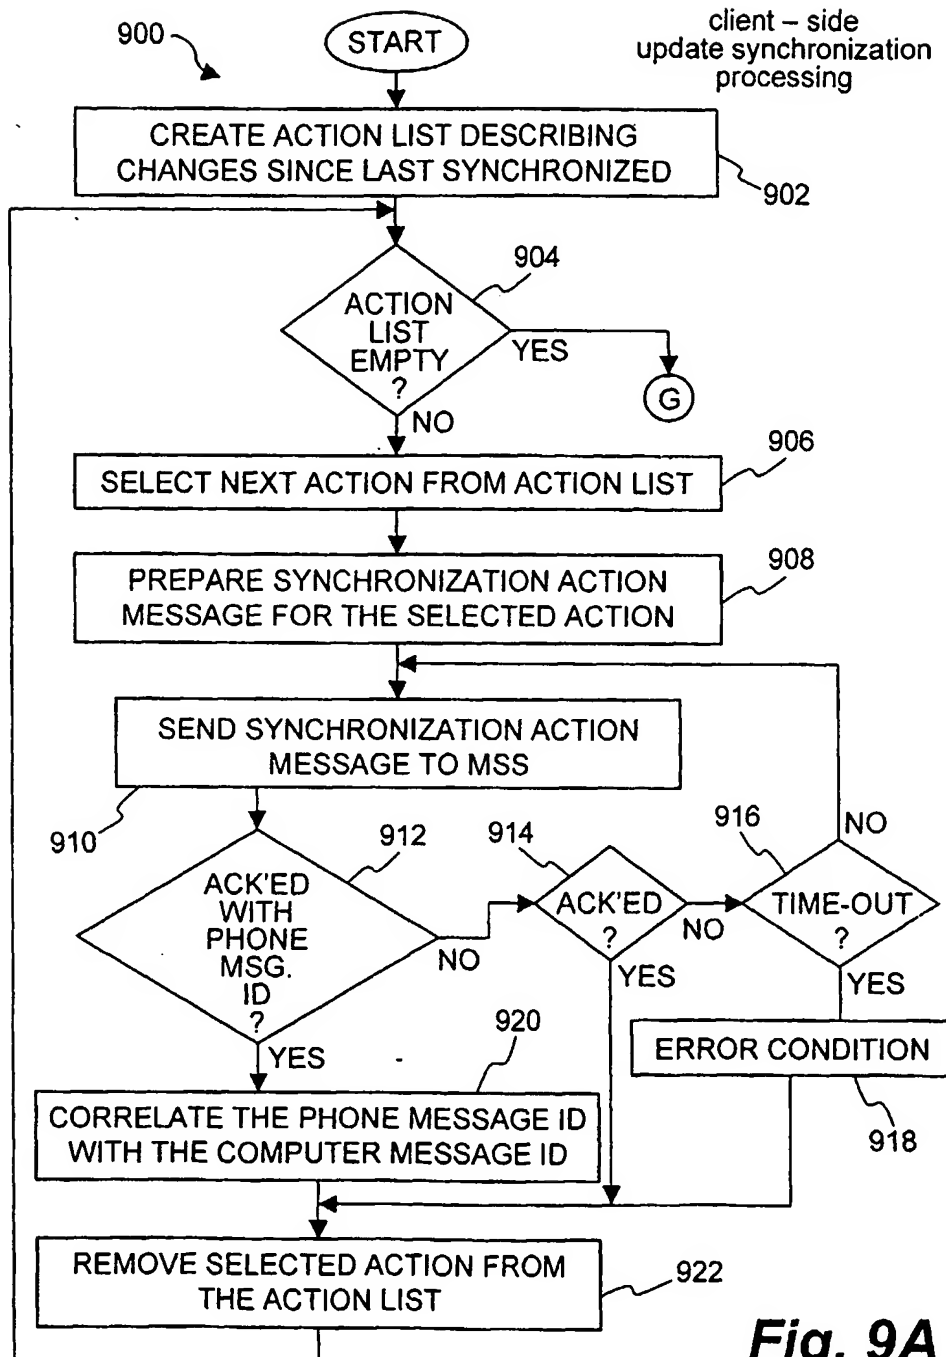 900
START
client – side
update synchronization
processing
CREATE ACTION LIST DESCRIBING
CHANGES SINCE LAST SYNCHRONIZED
902
904
ACTION
LIST
EMPTY
?
YES
G
NO
906
SELECT NEXT ACTION FROM ACTION LIST
908
PREPARE SYNCHRONIZATION ACTION
MESSAGE FOR THE SELECTED ACTION
SEND SYNCHRONIZATION ACTION
MESSAGE TO MSS
910
912
ACK'ED
WITH
PHONE
MSG.
ID
?
NO
YES
914
ACK'ED
?
NO
YES
916
TIME-OUT
?
NO
YES
ERROR CONDITION
918
920
CORRELATE THE PHONE MESSAGE ID
WITH THE COMPUTER MESSAGE ID
REMOVE SELECTED ACTION FROM
THE ACTION LIST
922
Fig. 9A